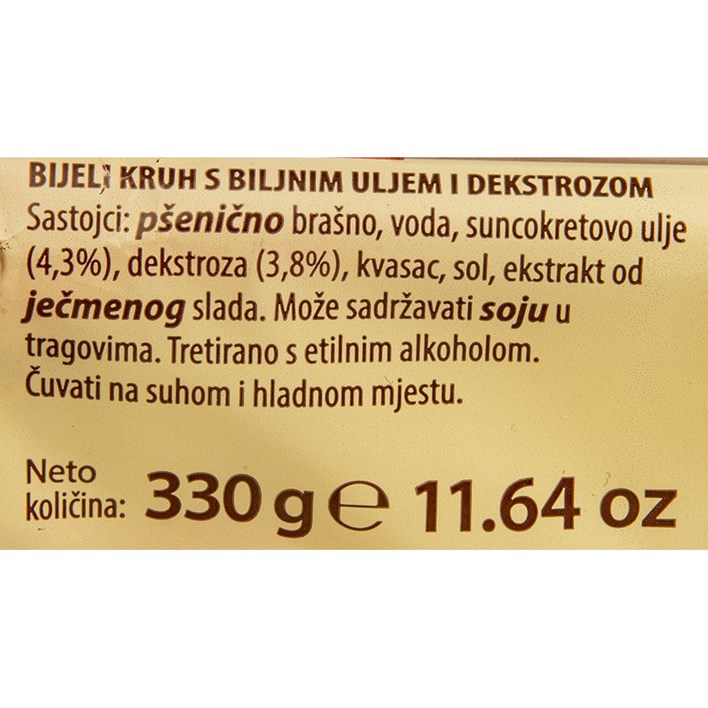 BIJELI KRUH S BILJNIM ULJEM I DEKSTROZOM
Sastojci: pšenično brašno, voda, suncokretovo ulje
(4,3%), dekstroza (3,8%), kvasac, sol, ekstrakt od
ječmenog slada. Može sadržavati soju u
tragovima. Tretirano s etilnim alkoholom.
Čuvati na suhom i hladnom mjestu.
Neto
količina: 330 g ℮ 11.64 oz